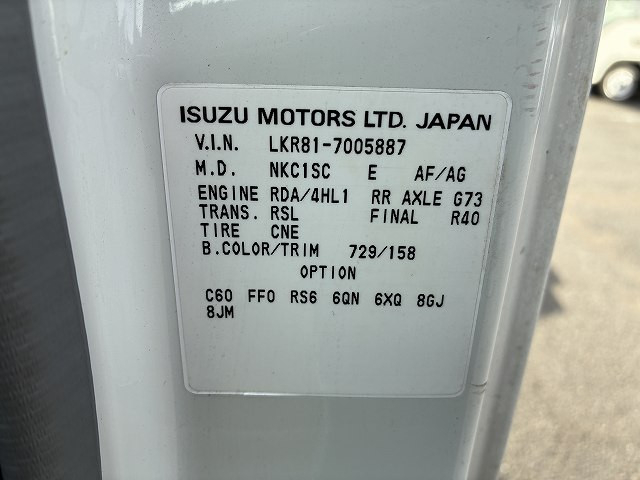 ISUZU MOTORS LTD. JAPAN
V.I.N. LKR81-7005887
M.D. NKC1SC E AF/AG
ENGINE RDA/4HL1 RR AXLE G73
TRANS. RSL FINAL R40
TIRE CNE
B.COLOR/TRIM 729/158
OPTION
C60 FFO RS6 6QN 6XQ 8GJ
8JM